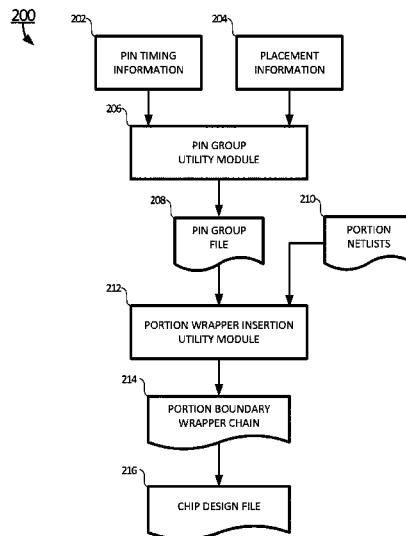 200
202
PIN TIMING
INFORMATION
204
PLACEMENT
INFORMATION
206
PIN GROUP
UTILITY MODULE
208
PIN GROUP
FILE
210
PORTION
NETLISTS
212
PORTION WRAPPER INSERTION
UTILITY MODULE
214
PORTION BOUNDARY
WRAPPER CHAIN
216
CHIP DESIGN FILE